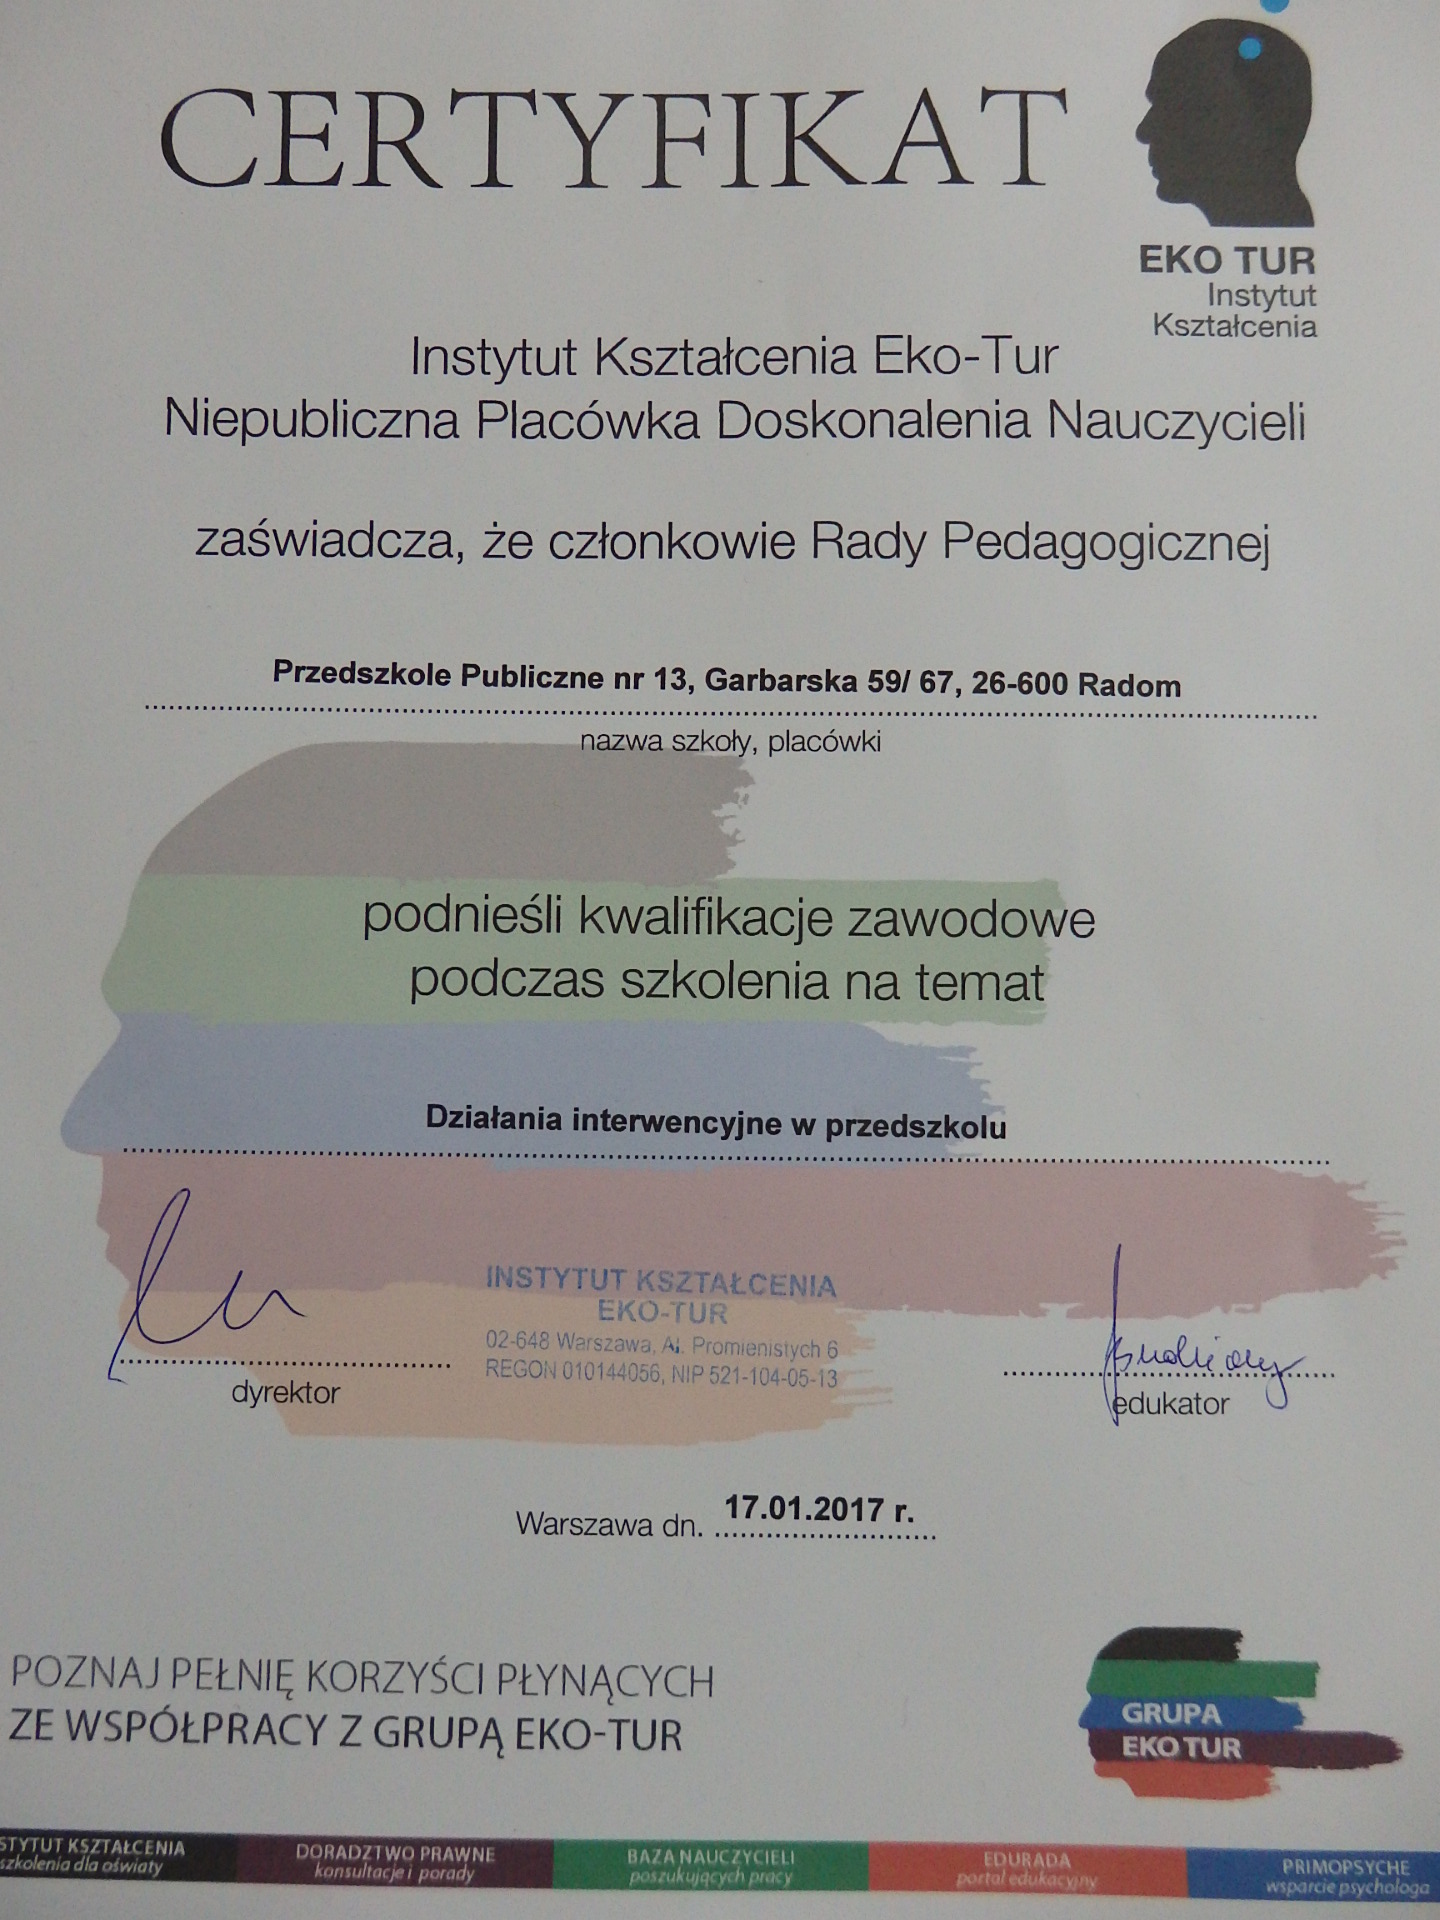 CERTYFIKAT
EKO TUR
Instytut
Kształcenia
Instytut Kształcenia Eko-Tur
Niepubliczna Placówka Doskonalenia Nauczycieli
zaświadcza, że członkowie Rady Pedagogicznej
Przedszkole Publiczne nr 13, Garbarska 59/ 67, 26-600 Radom
nazwa szkoły, placówki
podnieśli kwalifikacje zawodowe
podczas szkolenia na temat
Działania interwencyjne w przedszkolu
INSTYTUT KSZTAŁCENIA
EKO-TUR
02-648 Warszawa, Al. Promienistych 6
REGON 010144056, NIP 521-104-05-13
dyrektor
edukator
Warszawa dn. 17.01.2017 r.
POZNAJ PEŁNIĘ KORZYŚCI PŁYNĄCYCH
ZE WSPÓŁPRACY Z GRUPĄ EKO-TUR
GRUPA
EKO TUR
STYTUT KSZTAŁCENIA
szkolenia dla oświaty
DORADZTWO PRAWNE
konsultacje i porady
BAZA NAUCZYCIELI
poszukujących pracy
EDURADA
portal edukacyjny
PRIMOPSYCHE
wsparcie psychologa